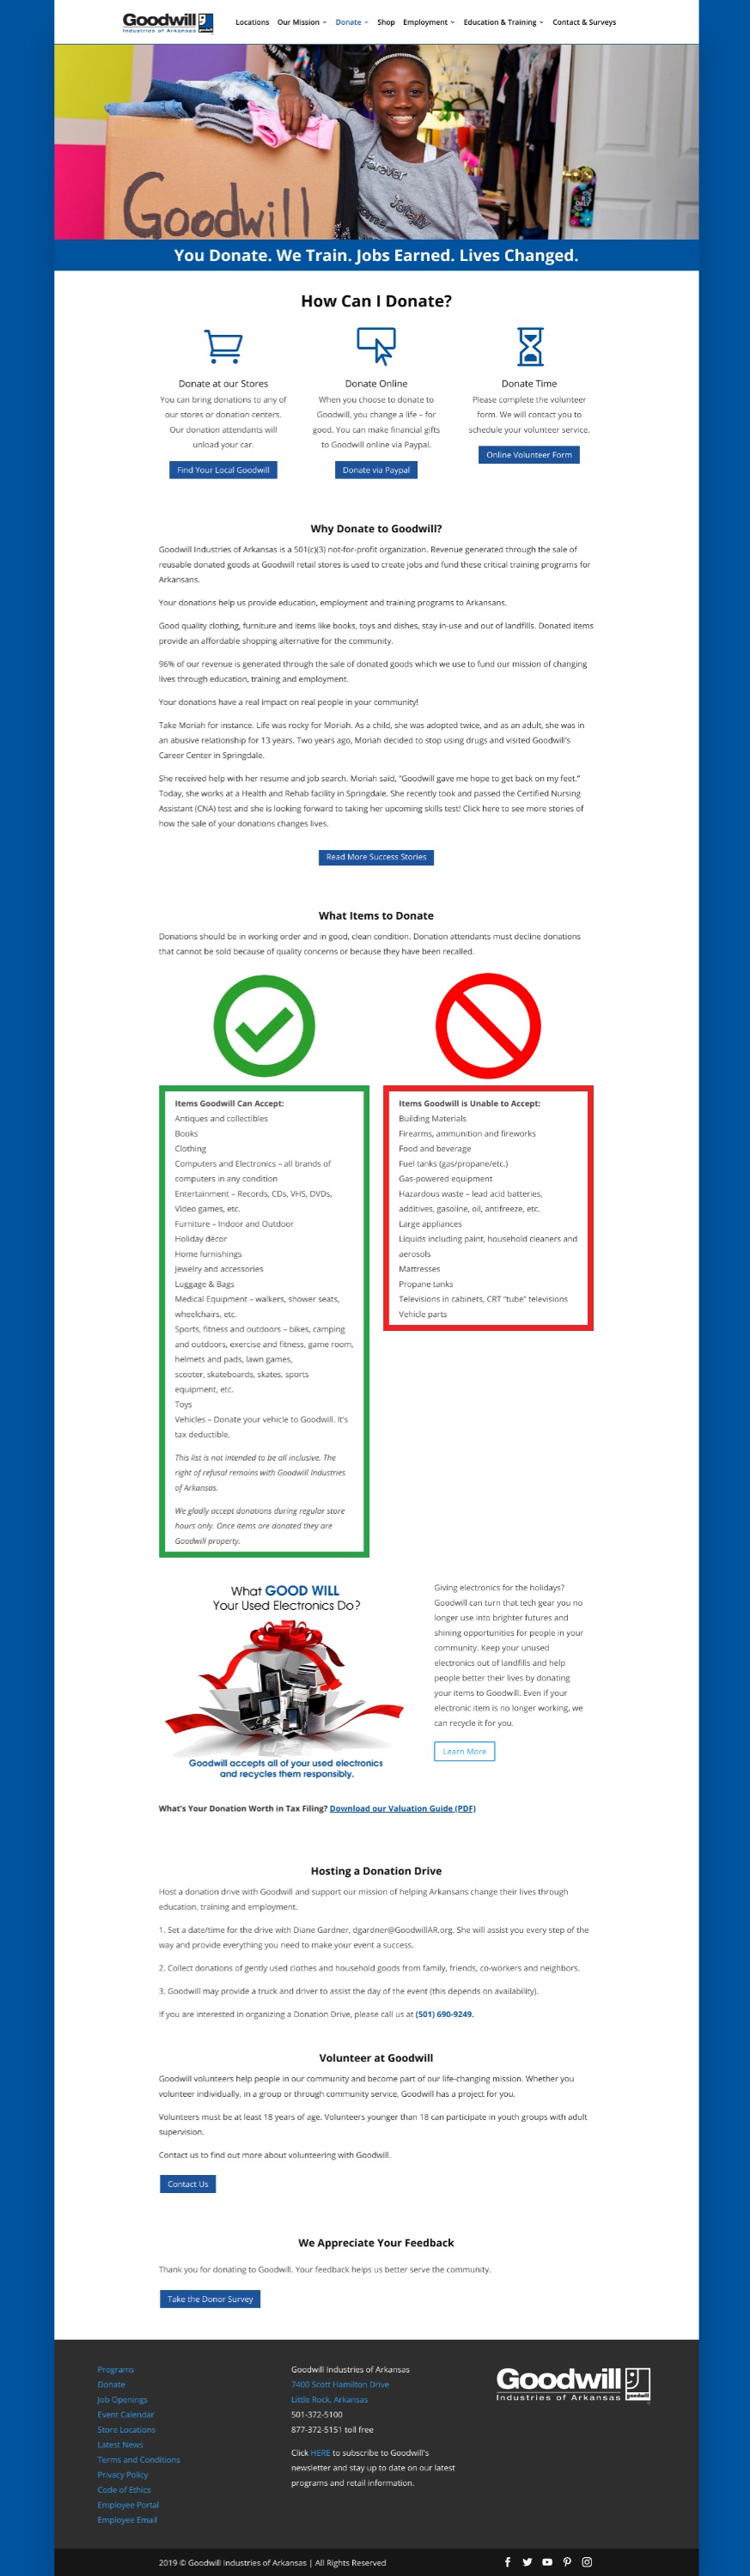 Goodwill
Industries of Arkansas
Locations Our Mission Donate Shop Employment Education & Training Contact & Surveys
Goodwill
forever
You Donate. We Train. Jobs Earned. Lives Changed.
How Can I Donate?
Donate at our Stores
You can bring donations to any of
our stores or donation centers.
Our donation attendants will
unload your car.
Find Your Local Goodwill
Donate Online
When you choose to donate to
Goodwill, you change a life – for
good. You can make financial gifts
to Goodwill online via Paypal.
Donate via Paypal
Donate Time
Please complete the volunteer
form. We will contact you to
schedule your volunteer service.
Online Volunteer Form
Why Donate to Goodwill?
Goodwill Industries of Arkansas is a 501(c)(3) not-for-profit organization. Revenue generated through the sale of
reusable donated goods at Goodwill retail stores is used to create jobs and fund these critical training programs for
Arkansans.
Your donations help us provide education, employment and training programs to Arkansans.
Good quality clothing, furniture and items like books, toys and dishes, stay in-use and out of landfills. Donated items
provide an affordable shopping alternative for the community.
96% of our revenue is generated through the sale of donated goods which we use to fund our mission of changing
lives through education, training and employment.
Your donations have a real impact on real people in your community!
Take Moriah for instance. Life was rocky for Moriah. As a child, she was adopted twice, and as an adult, she was in
an abusive relationship for 13 years. Two years ago, Moriah decided to stop using drugs and visited Goodwill's
Career Center in Springdale.
She received help with her resume and job search. Moriah said, "Goodwill gave me hope to get back on my feet."
Today, she works at a Health and Rehab facility in Springdale. She recently took and passed the Certified Nursing
Assistant (CNA) test and she is looking forward to taking her upcoming skills test! Click here to see more stories of
how the sale of your donations changes lives.
Read More Success Stories
What Items to Donate
Donations should be in working order and in good, clean condition. Donation attendants must decline donations
that cannot be sold because of quality concerns or because they have been recalled.
Items Goodwill Can Accept:
Antiques and collectibles
Books
Clothing
Computers and Electronics – all brands of
computers in any condition
Entertainment – Records, CDs, VHS, DVDs,
Video games, etc.
Furniture – Indoor and Outdoor
Holiday décor
Home furnishings
Jewelry and accessories
Luggage & Bags
Medical Equipment – walkers, shower seats,
wheelchairs, etc.
Sports, fitness and outdoors – bikes, camping
and outdoors, exercise and fitness, game room,
helmets and pads, lawn games,
scooter, skateboards, skates, sports
equipment, etc.
Toys
Vehicles – Donate your vehicle to Goodwill. It's
tax deductible.
This list is not intended to be all inclusive. The
right of refusal remains with Goodwill Industries
of Arkansas.
We gladly accept donations during regular store
hours only. Once items are donated they are
Goodwill property.
Items Goodwill is Unable to Accept:
Building Materials
Firearms, ammunition and fireworks
Food and beverage
Fuel tanks (gas/propane/etc.)
Gas-powered equipment
Hazardous waste – lead acid batteries,
additives, gasoline, oil, antifreeze, etc.
Large appliances
Liquids including paint, household cleaners and
aerosols
Mattresses
Propane tanks
Televisions in cabinets, CRT "tube" televisions
Vehicle parts
What GOOD WILL
Your Used Electronics Do?
Goodwill accepts all of your used electronics
and recycles them responsibly.
Giving electronics for the holidays?
Goodwill can turn that tech gear you no
longer use into brighter futures and
shining opportunities for people in your
community. Keep your unused
electronics out of landfills and help
people better their lives by donating
your items to Goodwill. Even if your
electronic item is no longer working, we
can recycle it for you.
Learn More
What's Your Donation Worth in Tax Filing? Download our Valuation Guide (PDF)
Hosting a Donation Drive
Host a donation drive with Goodwill and support our mission of helping Arkansans change their lives through
education, training and employment.
1. Set a date/time for the drive with Diane Gardner, dgardner@GoodwillAR.org. She will assist you every step of the
way and provide everything you need to make your event a success.
2. Collect donations of gently used clothes and household goods from family, friends, co-workers and neighbors.
3. Goodwill may provide a truck and driver to assist the day of the event (this depends on availability).
If you are interested in organizing a Donation Drive, please call us at (501) 690-9249.
Volunteer at Goodwill
Goodwill volunteers help people in our community and become part of our life-changing mission. Whether you
volunteer individually, in a group or through community service, Goodwill has a project for you.
Volunteers must be at least 18 years of age. Volunteers younger than 18 can participate in youth groups with adult
supervision.
Contact us to find out more about volunteering with Goodwill.
Contact Us
We Appreciate Your Feedback
Thank you for donating to Goodwill. Your feedback helps us better serve the community.
Take the Donor Survey
Programs
Donate
Job Openings
Event Calendar
Store Locations
Latest News
Terms and Conditions
Privacy Policy
Code of Ethics
Employee Portal
Employee Email
Goodwill Industries of Arkansas
7400 Scott Hamilton Drive
Little Rock, Arkansas
501-372-5100
877-372-5151 toll free
Click HERE to subscribe to Goodwill's
newsletter and stay up to date on our latest
programs and retail information.
Goodwill
Industries of Arkansas
2019 © Goodwill Industries of Arkansas | All Rights Reserved